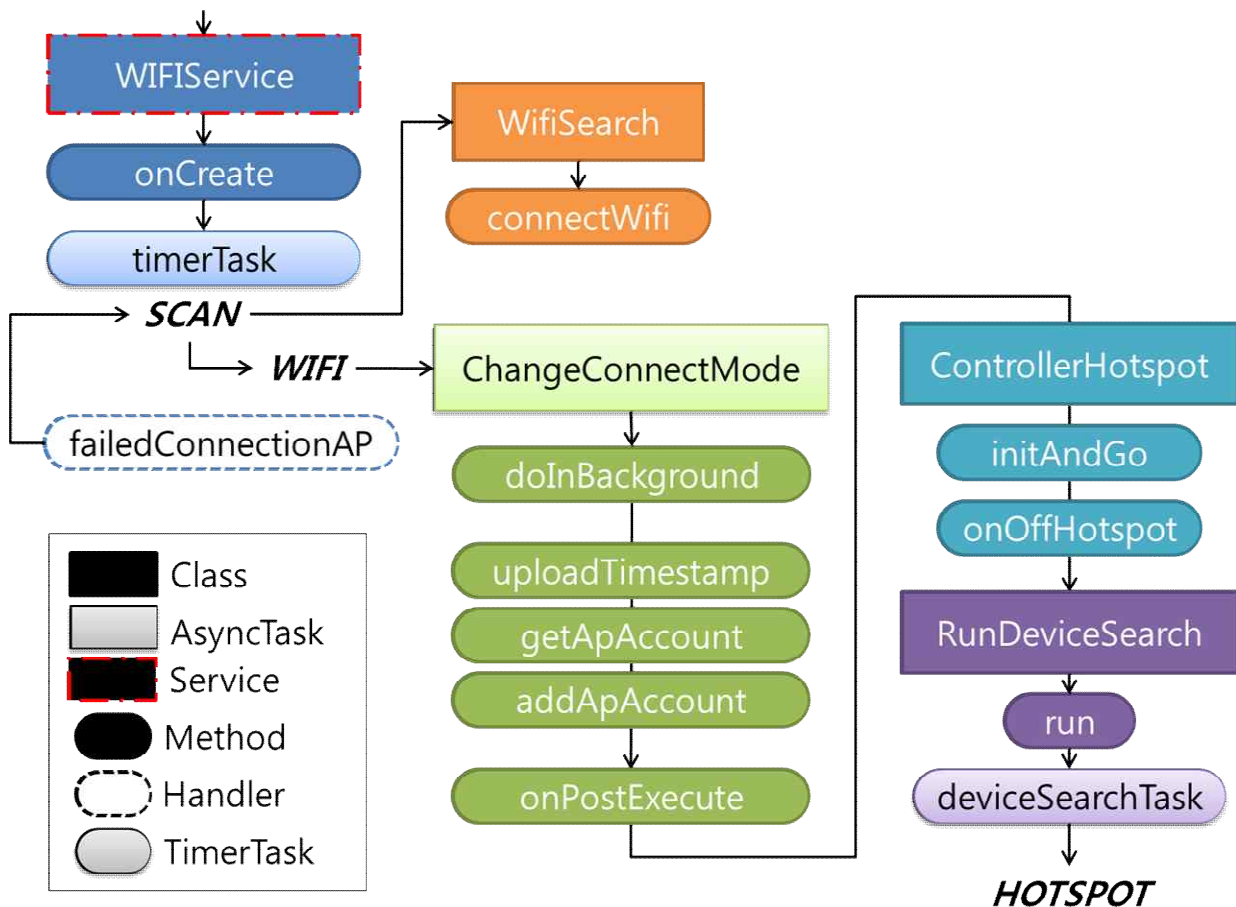 WIFIService
onCreate
timerTask
SCAN
WIFI
failedConnectionAP
WifiSearch
connectWifi
ChangeConnectMode
doInBackground
uploadTimestamp
getApAccount
addApAccount
onPostExecute
ControllerHotspot
initAndGo
onOffHotspot
RunDeviceSearch
run
deviceSearchTask
HOTSPOT
Class
AsyncTask
Service
Method
Handler
TimerTask